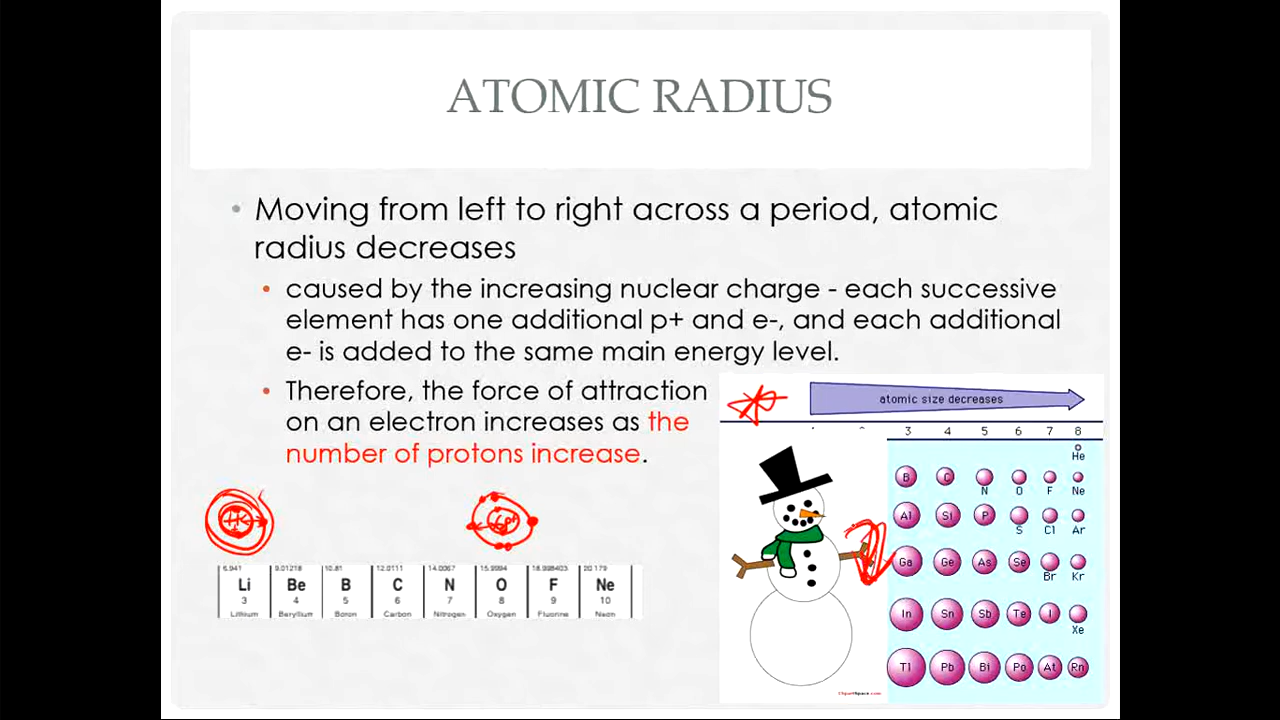 ATOMIC RADIUS
• Moving from left to right across a period, atomic
radius decreases
• caused by the increasing nuclear charge - each successive
element has one additional p+ and e-, and each additional
e- is added to the same main energy level.
• Therefore, the force of attraction
on an electron increases as the
number of protons increase.
atomic size decreases
3 4 5 6 7 8
He
B C N O F Ne
Al Si P S Cl Ar
Ga Ge As Se Br Kr
In Sn Sb Te I Xe
Tl Pb Bi Po At Rn
6.941 9.01218 10.81 12.0111 14.0067 15.9994 18.998403 20.179
Li Be B C N O F Ne
3 4 5 6 7 8 9 10
Lithium Beryllium Boron Carbon Nitrogen Oxygen Fluorine Neon